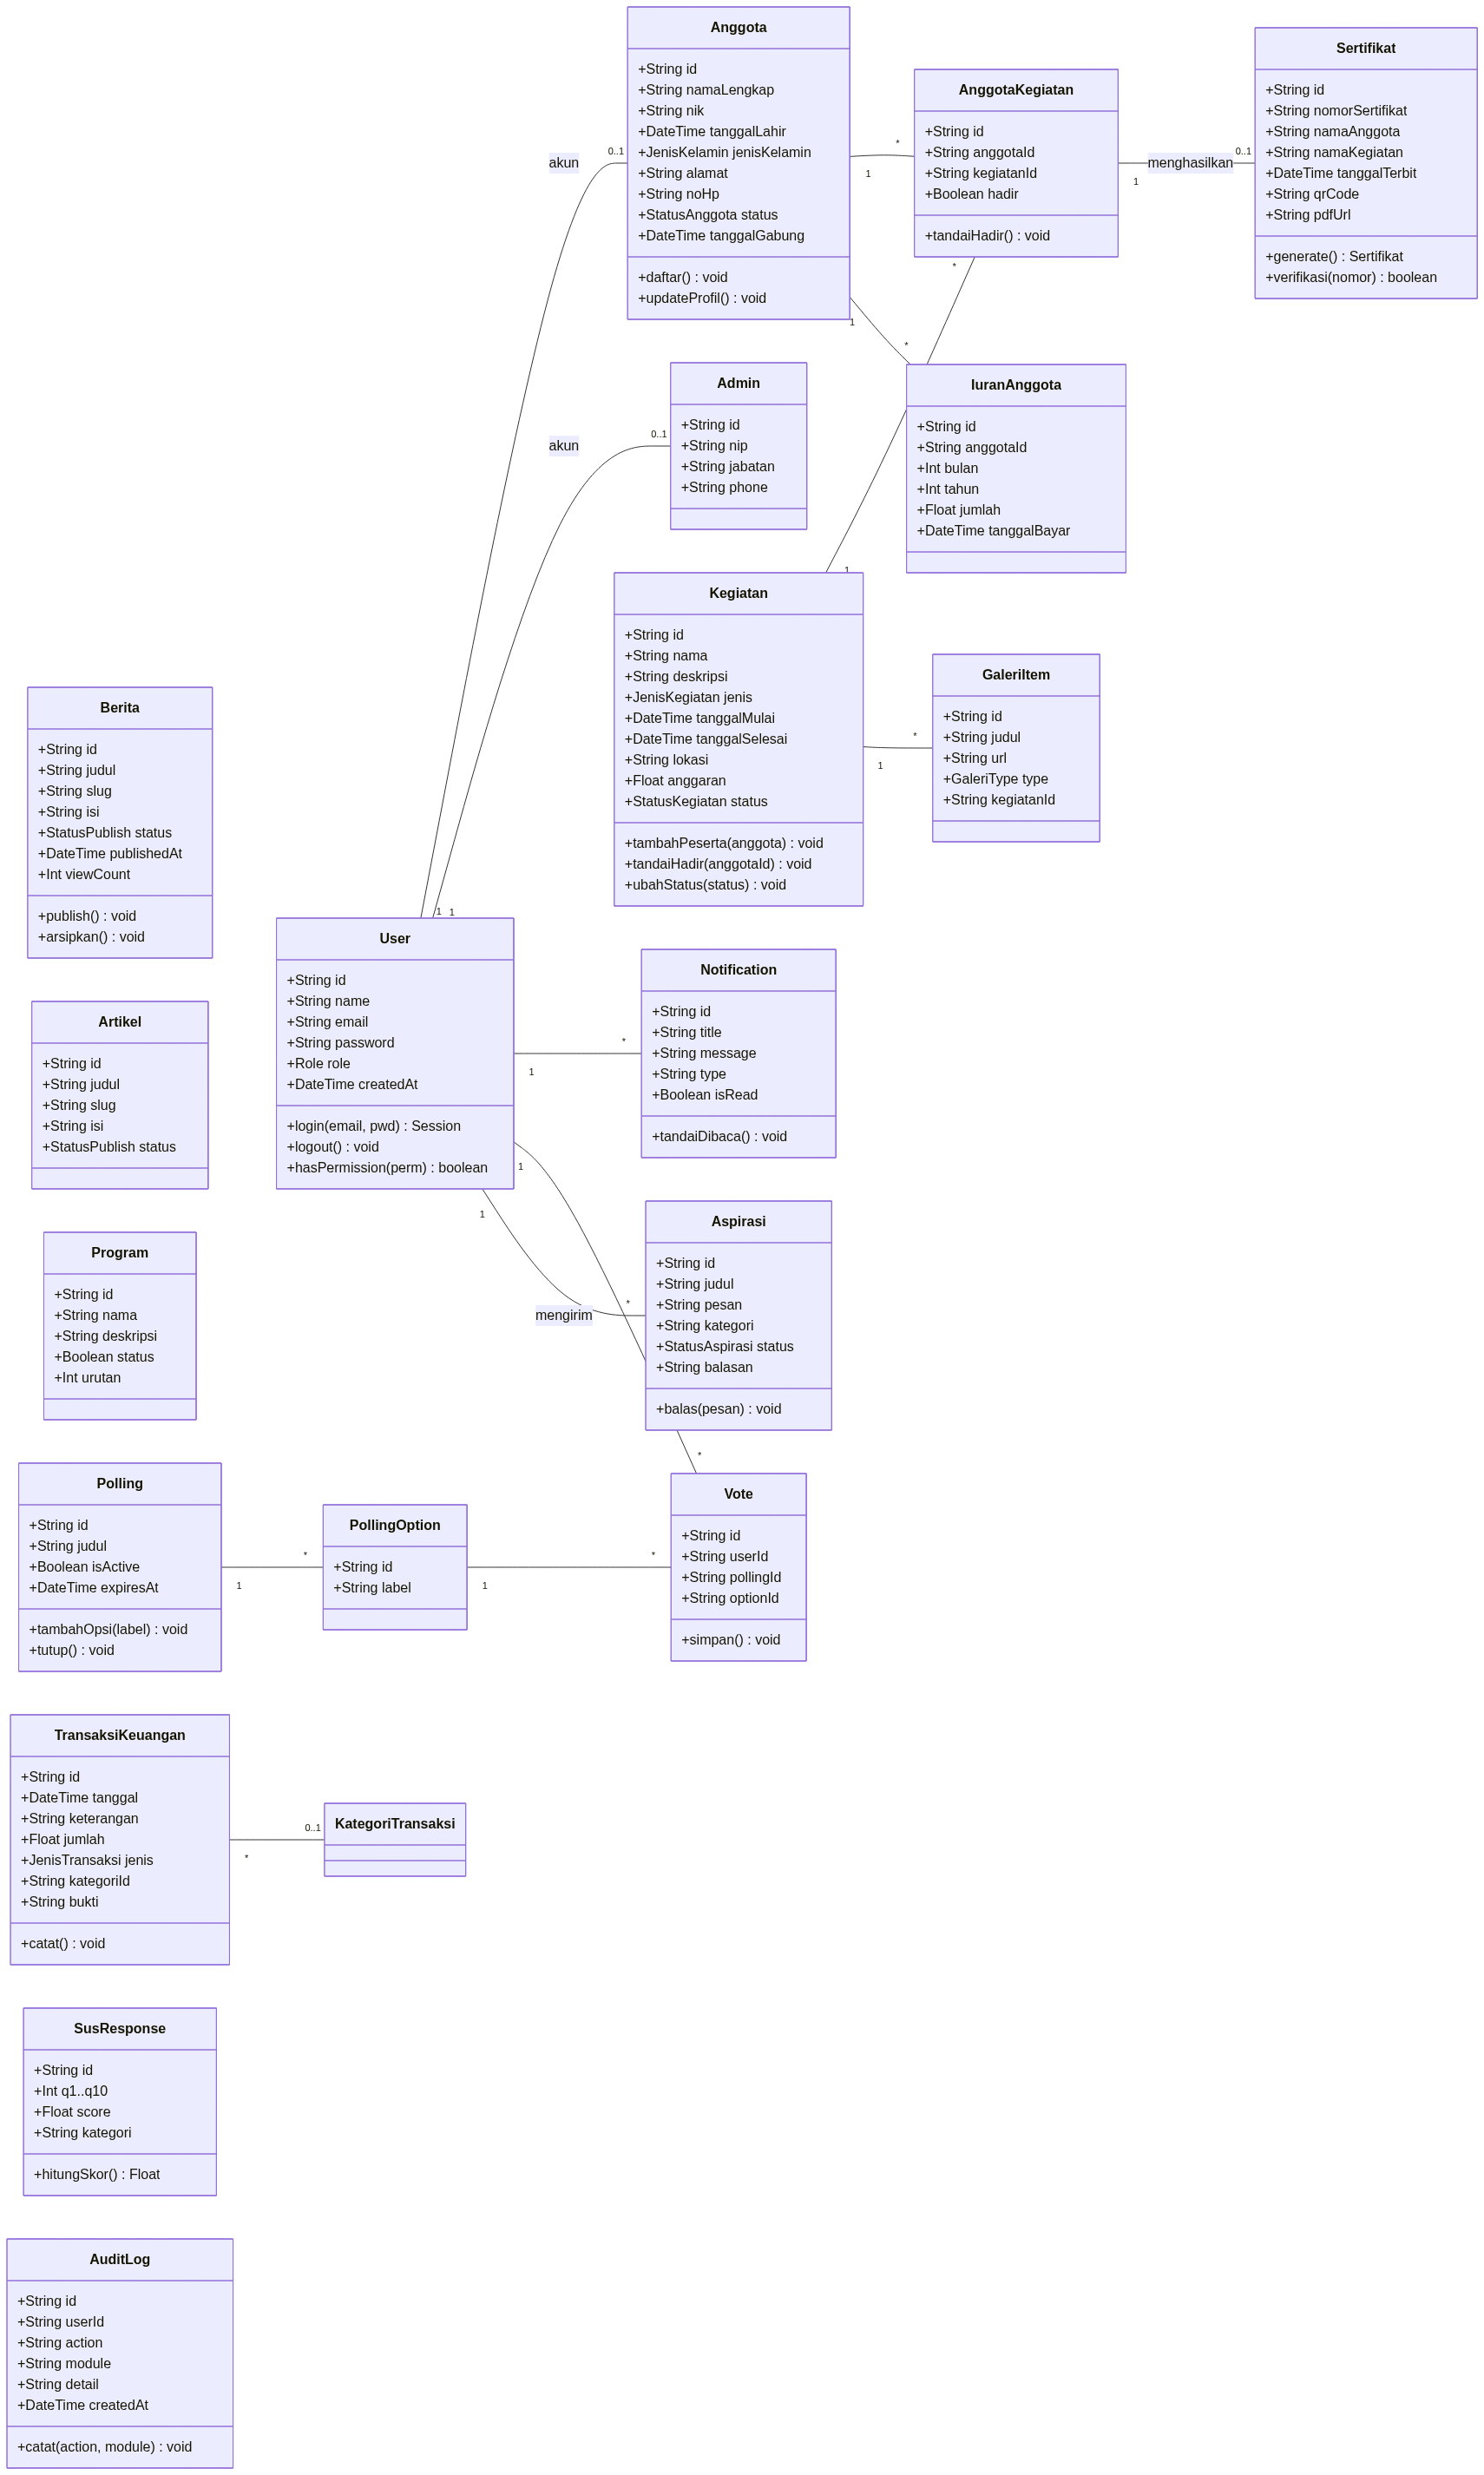 Anggota
+String id
+String namaLengkap
+String nik
+DateTime tanggalLahir
+JenisKelamin jenisKelamin
+String alamat
+String noHp
+StatusAnggota status
+DateTime tanggalGabung
+daftar() : void
+updateProfil() : void
AnggotaKegiatan
+String id
+String anggotaId
+String kegiatanId
+Boolean hadir
+tandaiHadir() : void
Sertifikat
+String id
+String nomorSertifikat
+String namaAnggota
+String namaKegiatan
+DateTime tanggalTerbit
+String qrCode
+String pdfUrl
+generate() : Sertifikat
+verifikasi(nomor) : boolean
akun
0..1
1
*
1
menghasilkan
0..1
*
1
*
Admin
+String id
+String nip
+String jabatan
+String phone
akun
0..1
IuranAnggota
+String id
+String anggotaId
+Int bulan
+Int tahun
+Float jumlah
+DateTime tanggalBayar
1
Kegiatan
+String id
+String nama
+String deskripsi
+JenisKegiatan jenis
+DateTime tanggalMulai
+DateTime tanggalSelesai
+String lokasi
+Float anggaran
+StatusKegiatan status
+tambahPeserta(anggota) : void
+tandaiHadir(anggotaId) : void
+ubahStatus(status) : void
1
*
GaleriItem
+String id
+String judul
+String url
+GaleriType type
+String kegiatanId
Berita
+String id
+String judul
+String slug
+String isi
+StatusPublish status
+DateTime publishedAt
+Int viewCount
+publish() : void
+arsipkan() : void
1
1
User
+String id
+String name
+String email
+String password
+Role role
+DateTime createdAt
+login(email, pwd) : Session
+logout() : void
+hasPermission(perm) : boolean
1
*
Notification
+String id
+String title
+String message
+String type
+Boolean isRead
+tandaiDibaca() : void
Artikel
+String id
+String judul
+String slug
+String isi
+StatusPublish status
1
1
mengirim
*
Aspirasi
+String id
+String judul
+String pesan
+String kategori
+StatusAspirasi status
+String balasan
+balas(pesan) : void
Program
+String id
+String nama
+String deskripsi
+Boolean status
+Int urutan
*
Polling
+String id
+String judul
+Boolean isActive
+DateTime expiresAt
+tambahOpsi(label) : void
+tutup() : void
1
*
PollingOption
+String id
+String label
1
*
Vote
+String id
+String userId
+String pollingId
+String optionId
+simpan() : void
TransaksiKeuangan
+String id
+DateTime tanggal
+String keterangan
+Float jumlah
+JenisTransaksi jenis
+String kategoriId
+String bukti
+catat() : void
*
0..1
KategoriTransaksi
SusResponse
+String id
+Int q1..q10
+Float score
+String kategori
+hitungSkor() : Float
AuditLog
+String id
+String userId
+String action
+String module
+String detail
+DateTime createdAt
+catat(action, module) : void